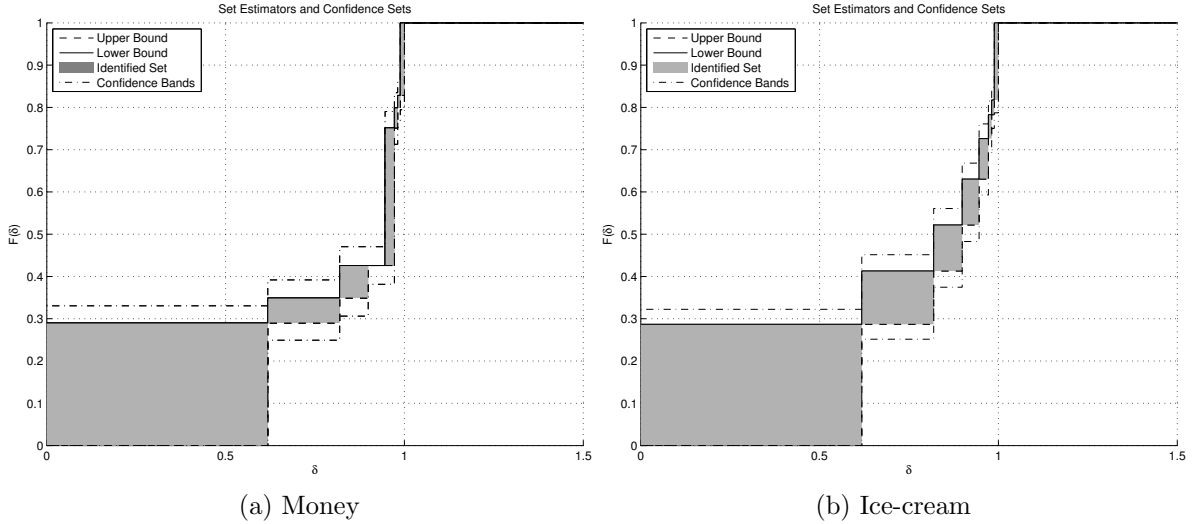 Set Estimators and Confidence Sets
Upper Bound
Lower Bound
Identified Set
Confidence Bands
1
0.9
0.8
0.7
0.6
0.5
0.4
0.3
0.2
0.1
0
F(δ)
0
0.5
1
1.5
δ
(a) Money
Set Estimators and Confidence Sets
Upper Bound
Lower Bound
Identified Set
Confidence Bands
1
0.9
0.8
0.7
0.6
0.5
0.4
0.3
0.2
0.1
0
F(δ)
0
0.5
1
1.5
δ
(b) Ice-cream